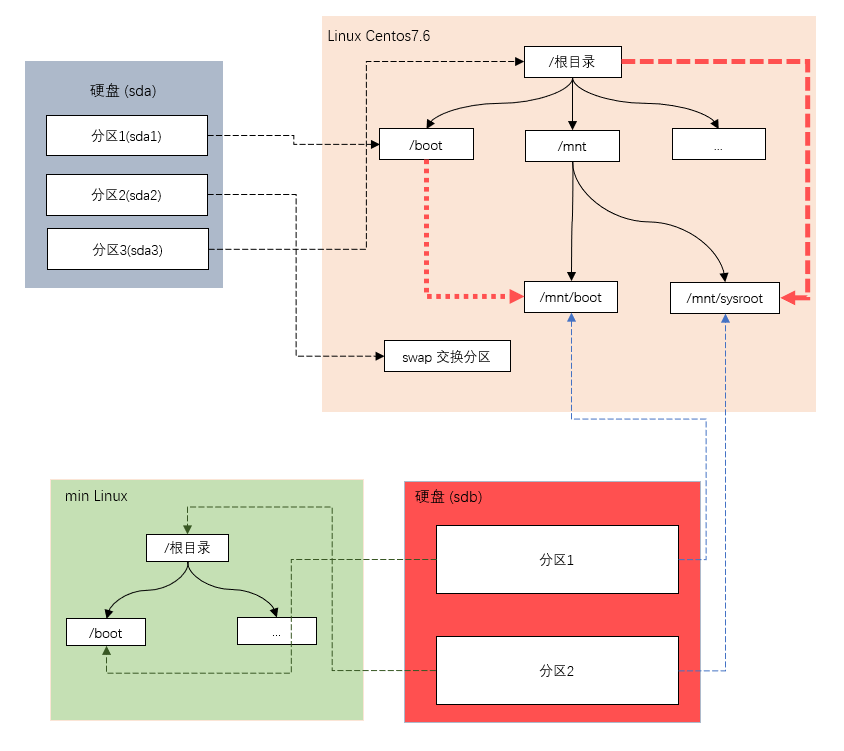 Linux Centos7.6
/根目录
硬盘 (sda)
分区1(sda1)
分区2(sda2)
分区3(sda3)
/boot
/mnt
...
/mnt/boot
/mnt/sysroot
swap 交换分区
min Linux
/根目录
/boot
...
硬盘 (sdb)
分区1
分区2